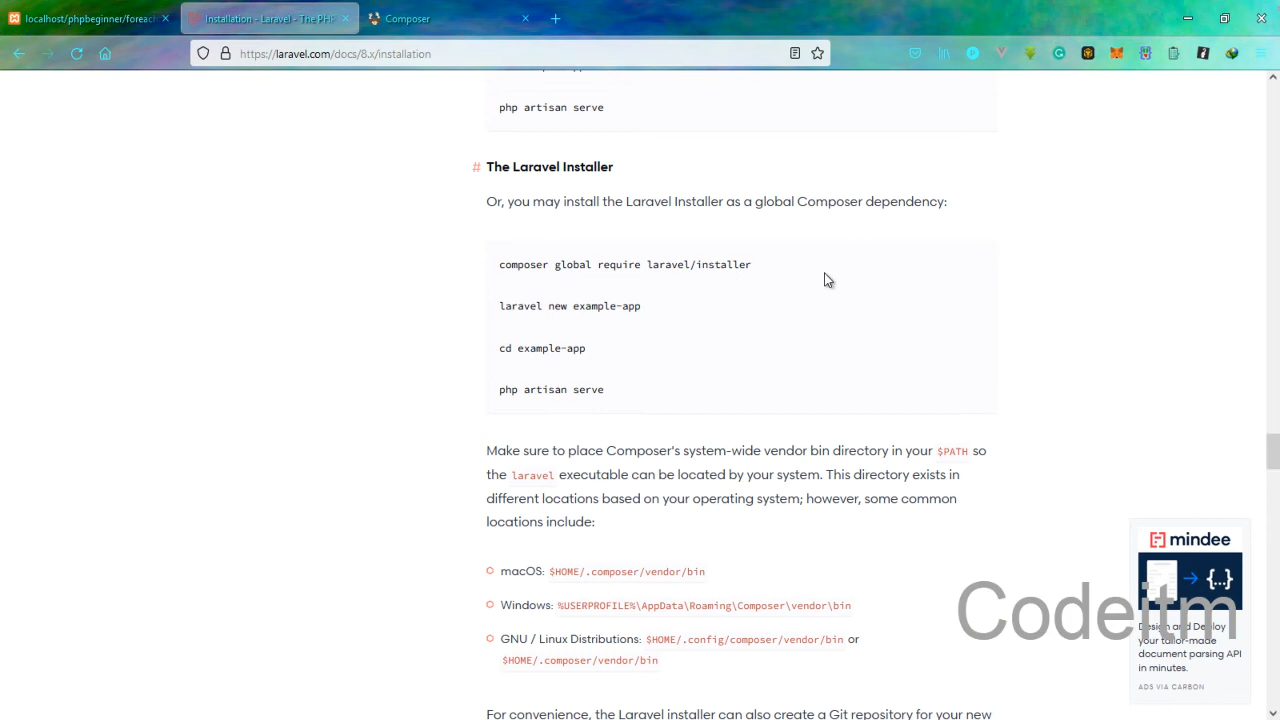 localhost/phpbeginner/foreach
Installation - Laravel - The PHP
Composer
https://laravel.com/docs/8.x/installation
php artisan serve
# The Laravel Installer
Or, you may install the Laravel Installer as a global Composer dependency:
composer global require laravel/installer
laravel new example-app
cd example-app
php artisan serve
Make sure to place Composer's system-wide vendor bin directory in your $PATH so
the laravel executable can be located by your system. This directory exists in
different locations based on your operating system; however, some common
locations include:
macOS: $HOME/.composer/vendor/bin
Windows: %USERPROFILE%\AppData\Roaming\Composer\vendor\bin
GNU / Linux Distributions: $HOME/.config/composer/vendor/bin or
$HOME/.composer/vendor/bin
For convenience, the Laravel installer can also create a Git repository for your new
mindee
Codeitm
Design and Deploy
your tailor-made
document parsing API
in minutes.
ADS VIA CARBON